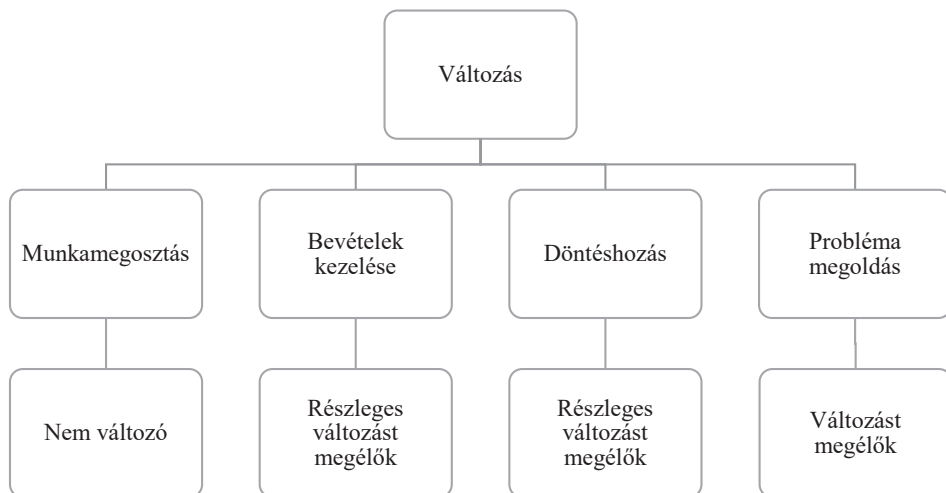 Változás
Munkamegosztás
Bevételek
kezelése
Döntéshozás
Probléma
megoldás
Nem változó
Részleges
változást
megélők
Részleges
változást
megélők
Változást
megélők